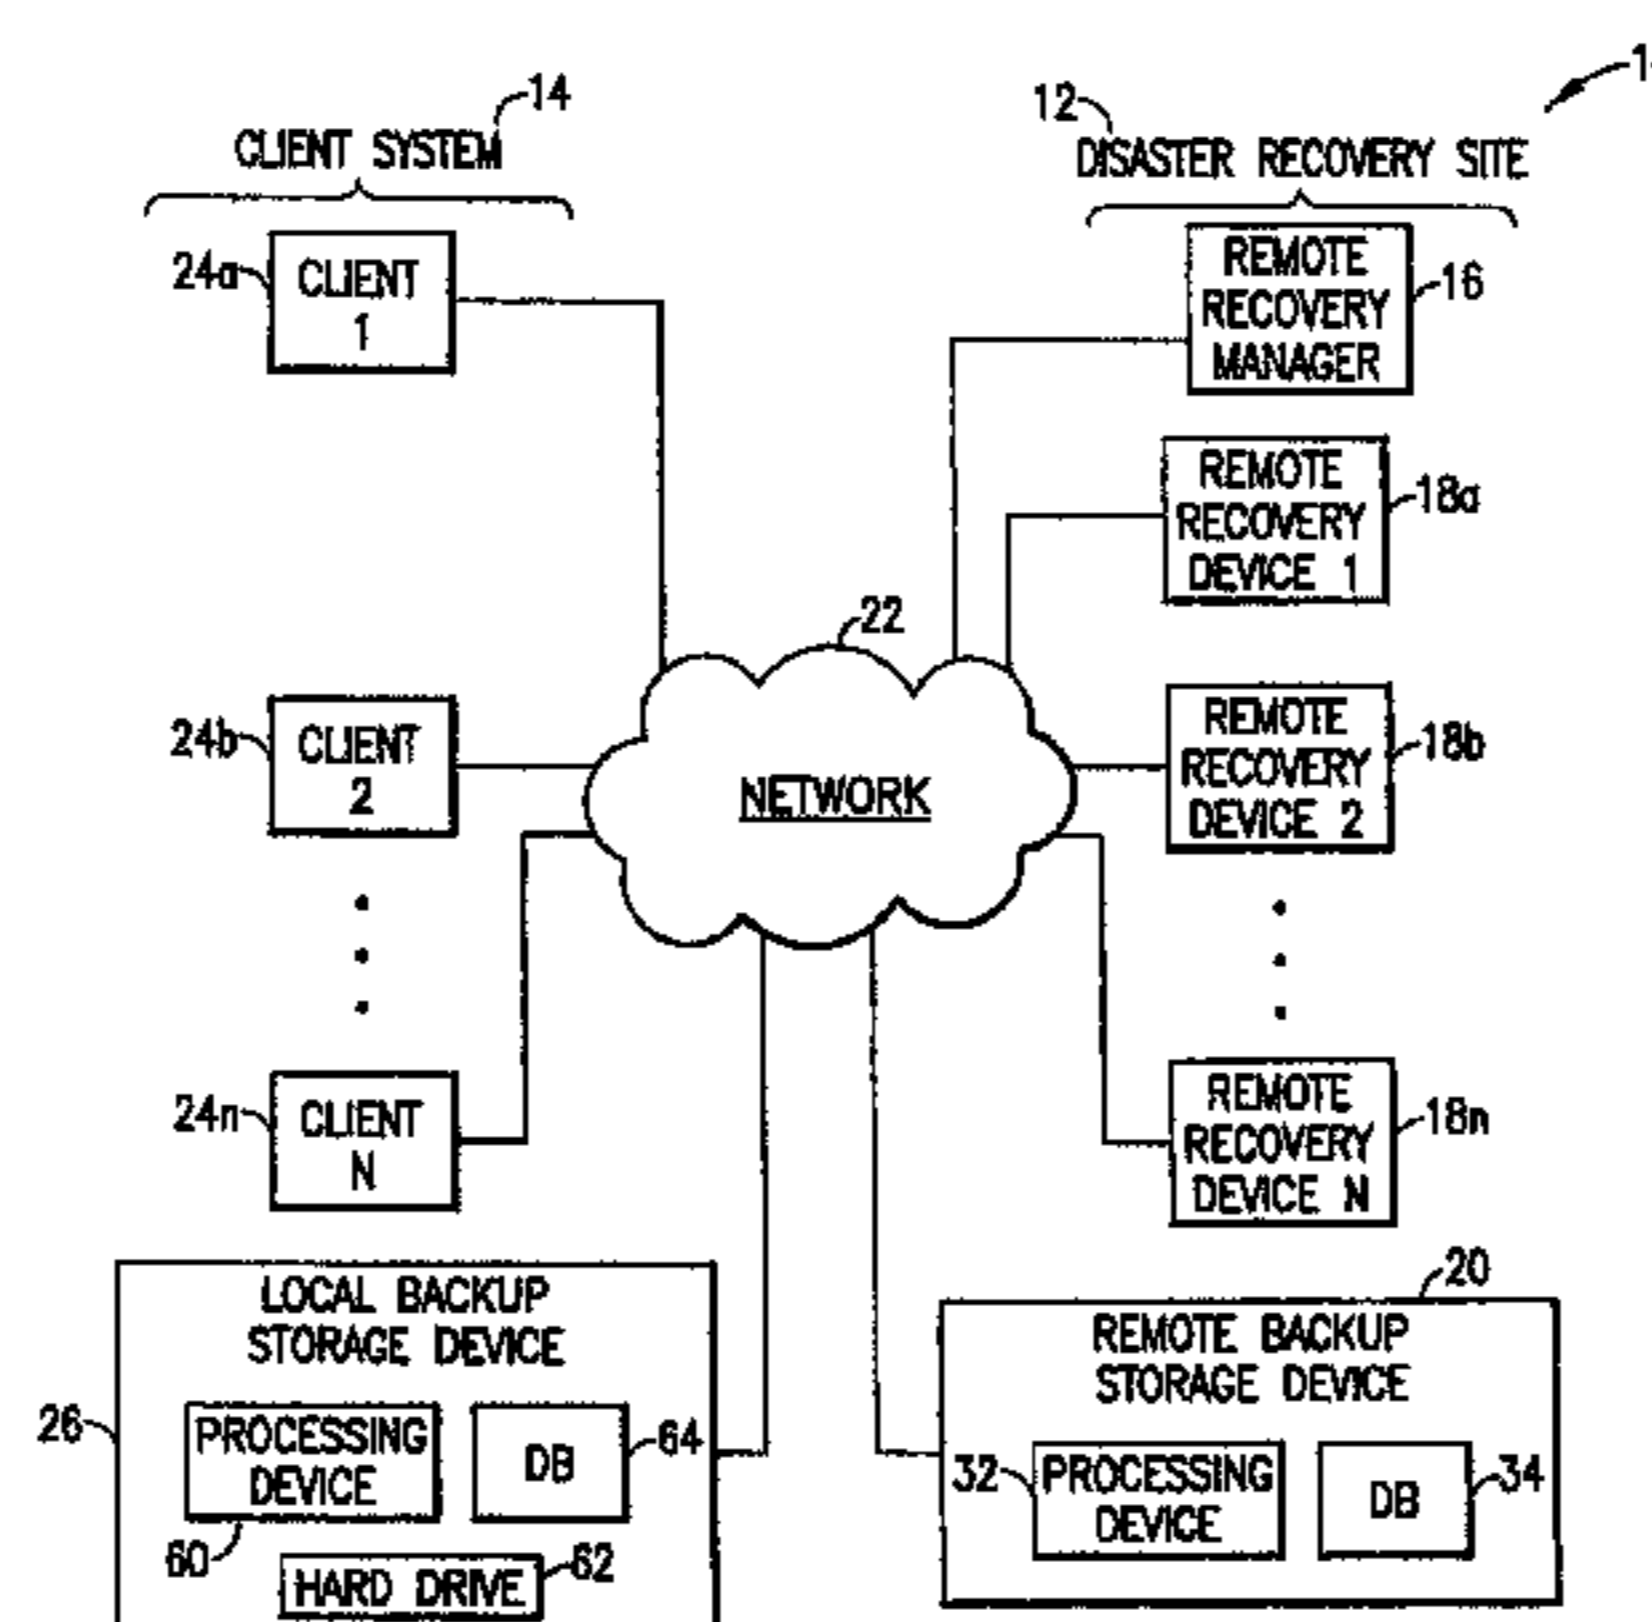 14
CLIENT SYSTEM
12
DISASTER RECOVERY SITE
24a
CLIENT
1
REMOTE
RECOVERY
MANAGER
16
REMOTE
RECOVERY
DEVICE 1
18a
22
24b
CLIENT
2
NETWORK
REMOTE
RECOVERY
DEVICE 2
18b
24n
CLIENT
N
REMOTE
RECOVERY
DEVICE N
18n
LOCAL BACKUP
STORAGE DEVICE
26
PROCESSING
DEVICE
60
DB
64
HARD DRIVE
62
20
REMOTE BACKUP
STORAGE DEVICE
32
PROCESSING
DEVICE
DB
34